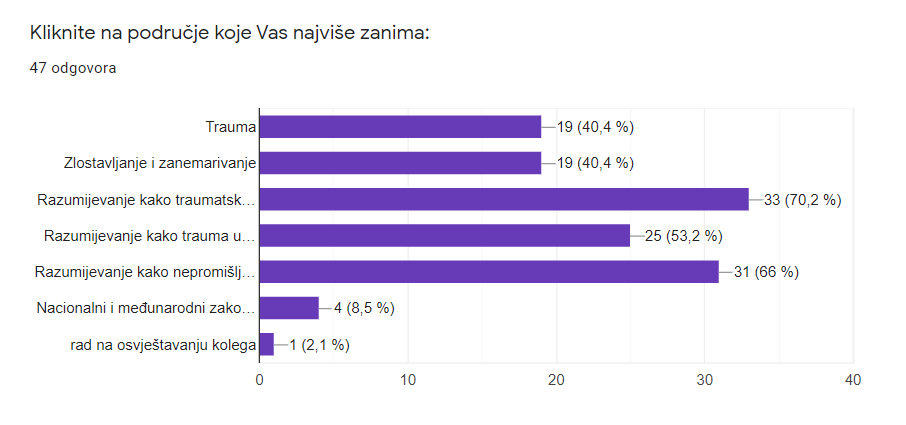 Kliknite na područje koje Vas najviše zanima:
47 odgovora
Trauma 19 (40,4 %)
Zlostavljanje i zanemarivanje 19 (40,4 %)
Razumijevanje kako traumatsk... 33 (70,2 %)
Razumijevanje kako trauma u... 25 (53,2 %)
Razumijevanje kako nepromišlj... 31 (66 %)
Nacionalni i međunarodni zako... 4 (8,5 %)
rad na osvještavanju kolega 1 (2,1 %)
0 10 20 30 40